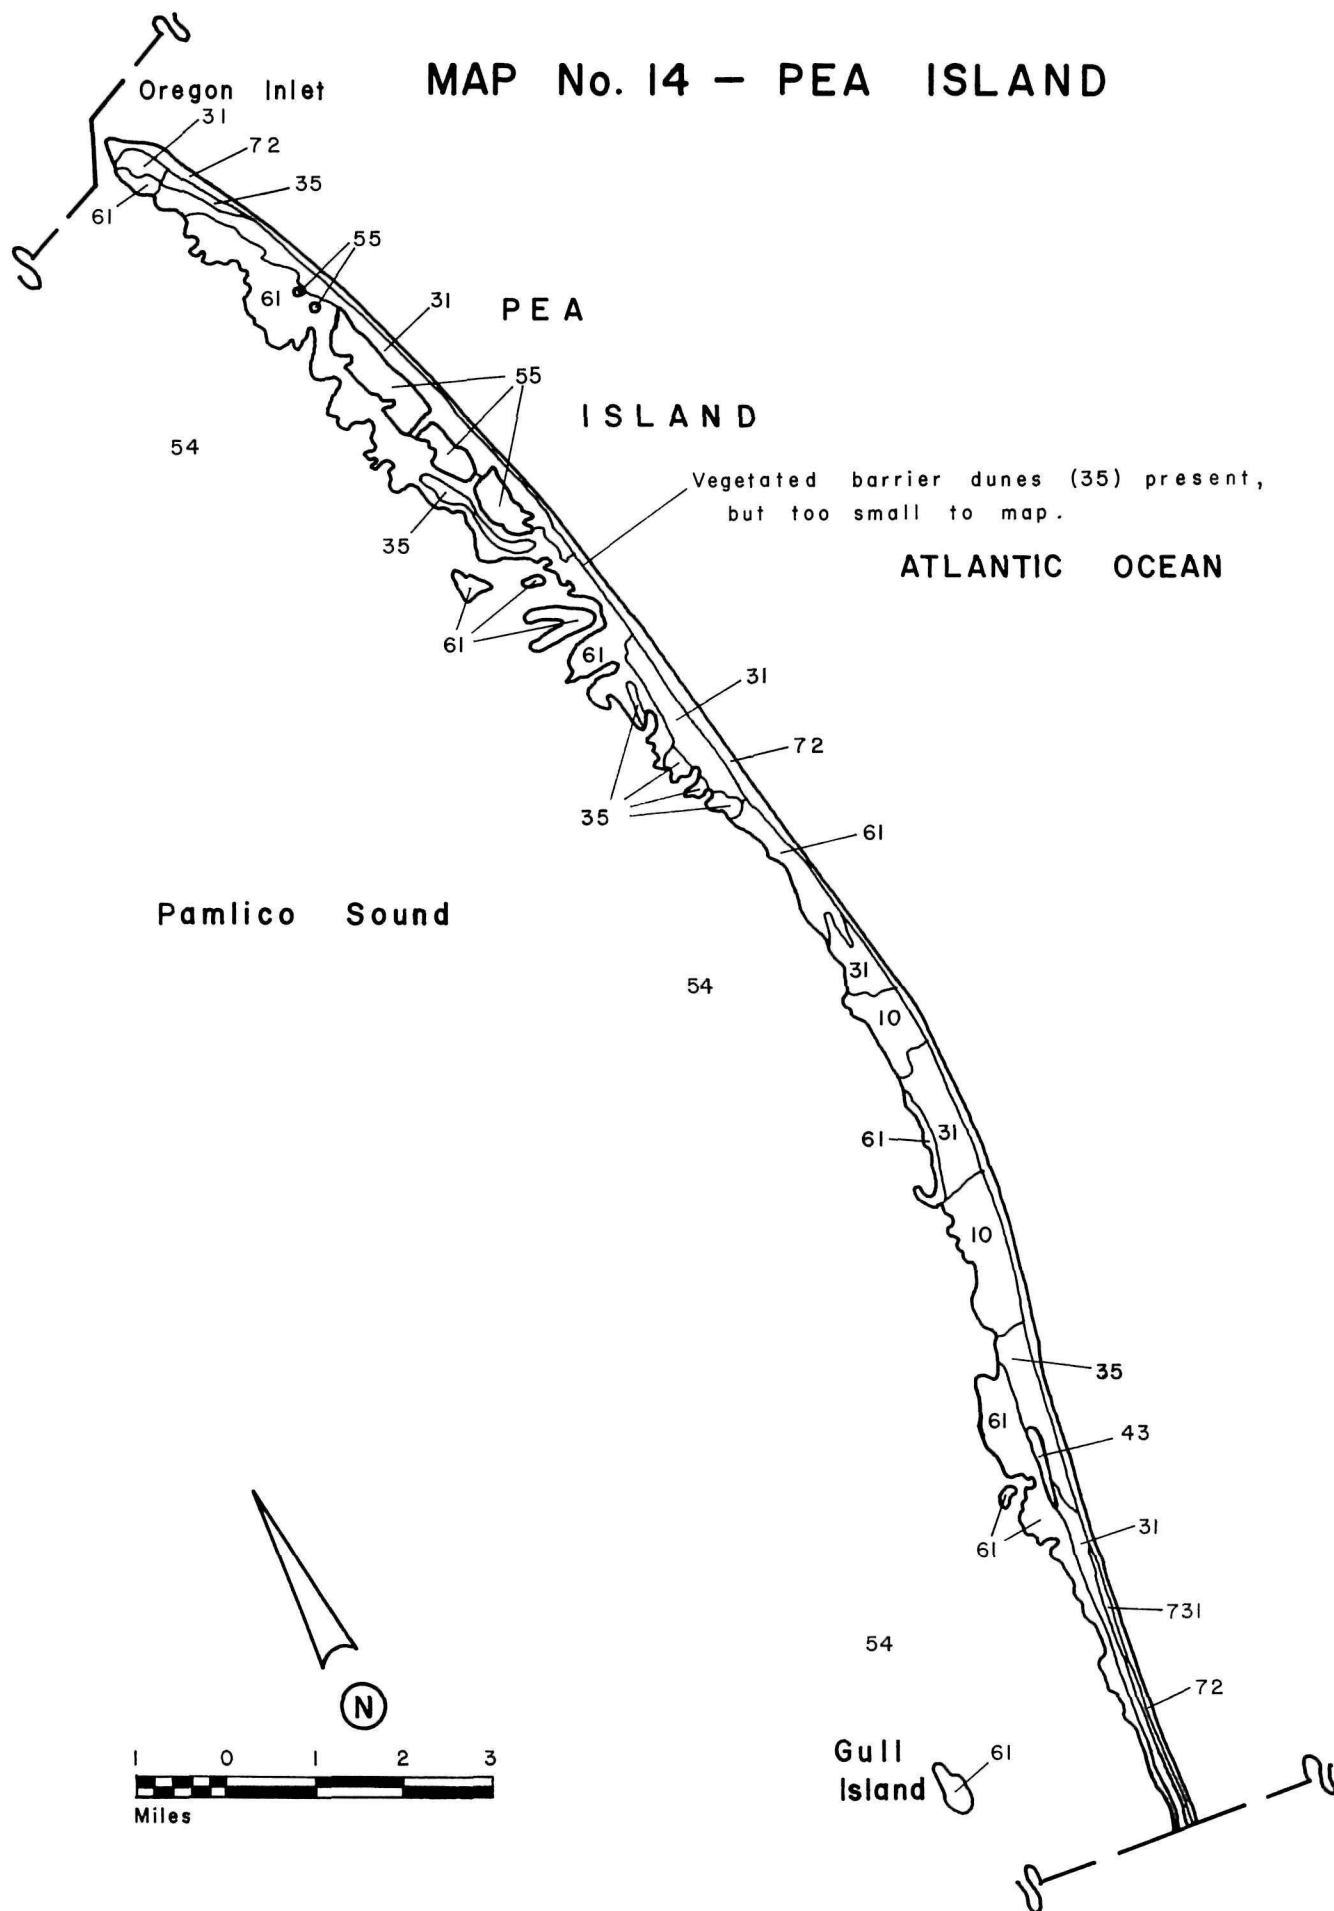 MAP No. 14 – PEA ISLAND
Oregon Inlet
31
72
35
61
55
61
31
PEA
55
ISLAND
54
Vegetated barrier dunes (35) present,
but too small to map.
35
ATLANTIC OCEAN
61
61
31
72
35
61
Pamlico Sound
31
54
10
61
31
10
35
61
43
31
61
731
54
72
N
1 0 1 2 3
Miles
Gull
Island
61